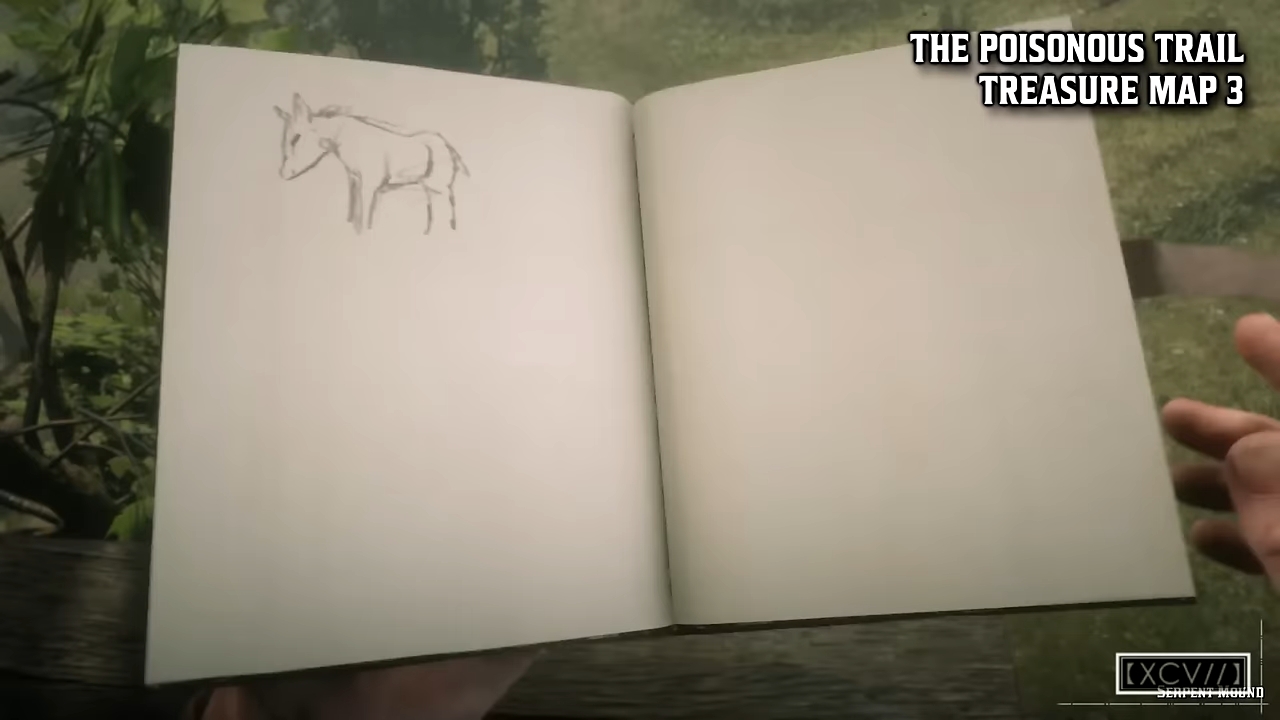 THE POISONOUS TRAIL
TREASURE MAP 3
[XCV//]
SERPENT MOUND